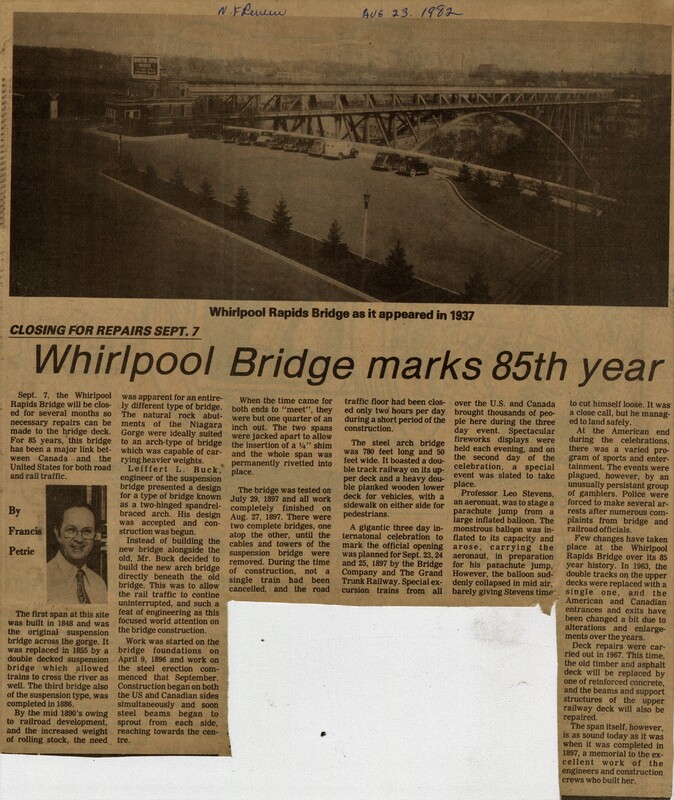 N.F Review AUG 23. 1982
Whirlpool Rapids Bridge as it appeared in 1937
CLOSING FOR REPAIRS SEPT. 7
Whirlpool Bridge marks 85th year
Sept. 7, the Whirlpool
Rapids Bridge will be clos-
ed for several months so
necessary repairs can be
made to the bridge deck.
For 85 years, this bridge
has been a major link bet-
ween Canada and the
United States for both road
and rail traffic.
By
Francis
Petrie
The first span at this site
was built in 1848 and was
the original suspension
bridge across the gorge. It
was replaced in 1855 by a
double decked suspension
bridge which allowed
trains to cross the river as
well. The third bridge also
of the suspension type, was
completed in 1886.
By the mid 1890's owing
to railroad development,
and the increased weight
of rolling stock, the need
was apparent for an entire-
ly different type of bridge.
The natural rock abut-
ments of the Niagara
Gorge were ideally suited
to an arch-type of bridge
which was capable of car-
rying heavier weights.
Leiffert L. Buck,
engineer of the suspension
bridge presented a design
for a type of bridge known
as a two-hinged spandrel-
braced arch. His design
was accepted and con-
struction was begun.
Instead of building the
new bridge alongside the
old, Mr. Buck decided to
build the new arch bridge
directly beneath the old
bridge. This was to allow
the rail traffic to continue
uninterrupted, and such a
feat of engineering as this
focused world attention on
the bridge construction.
Work was started on the
bridge foundations on
April 9, 1896 and work on
the steel erection com-
menced that September.
Construction began on both
the US and Canadian sides
simultaneously and soon
steel beams began to
sprout from each side,
reaching towards the cen-
tre.
When the time came for
both ends to "meet", they
were but one quarter of an
inch out. The two spans
were jacked apart to allow
the insertion of a ¼" shim
and the whole span was
permanently rivetted into
place.
The bridge was tested on
July 29, 1897 and all work
completely finished on
Aug. 27, 1897. There were
two complete bridges, one
atop the other, until the
cables and towers of the
suspension bridge were
removed. During the time
of construction, not a
single train had been
cancelled, and the road
traffic floor had been clos-
ed only two hours per day
during a short period of the
construction.
The steel arch bridge
was 780 feet long and 50
feet wide. It boasted a dou-
ble track railway on its up-
per deck and a heavy dou-
ble planked wooden lower
deck for vehicles, with a
sidewalk on either side for
pedestrians.
A gigantic three day in-
ternatonal celebration to
mark the official opening
was planned for Sept. 23, 24
and 25, 1897 by the Bridge
Company and The Grand
Trunk Railway. Special ex-
cursion trains from all
over the U.S. and Canada
brought thousands of peo-
ple here during the three
day event. Spectacular
fireworks displays were
held each evening, and on
the second day of the
celebration, a special
event was slated to take
place.
Professor Leo Stevens,
an aeronaut, was to stage a
parachute jump from a
large inflated balloon. The
monstrous balloon was in-
flated to its capacity and
arose, carrying the
aeronaut, in preparation
for his parachute jump.
However, the balloon sud-
denly collapsed in mid air,
barely giving Stevens time
to cut himself loose. It was
a close call, but he manag-
ed to land safely.
At the American end
during the celebrations,
there was a varied pro-
gram of sports and enter-
tainment. The events were
plagued, however, by an
unusually persistant group
of gamblers. Police were
forced to make several ar-
rests after numerous com-
plaints from bridge and
railroad officials.
Few changes have taken
place at the Whirlpool
Rapids Bridge over its 85
year history. In 1963, the
double tracks on the upper
decks were replaced with a
single one, and the
American and Canadian
entrances and exits have
been changed a bit due to
alterations and enlarge-
ments over the years.
Deck repairs were car-
ried out in 1967. This time,
the old timber and asphalt
deck will be replaced by
one of reinforced concrete,
and the beams and support
structures of the upper
railway deck will also be
repaired.
The span itself, however,
is as sound today as it was
when it was completed in
1897, a memorial to the ex-
cellent work of the
engineers and construction
crews who built her.